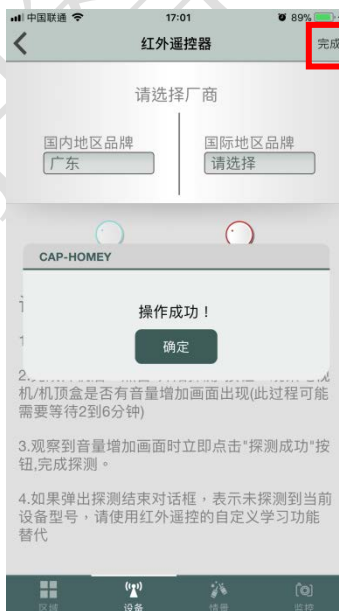 中国联通
17:01
89%
红外遥控器
完成
请选择厂商
国内地区品牌
国际地区品牌
广东
请选择
CAP-HOMEY
操作成功！
确定
机/机顶盒是否有音量增加画面出现(此过程可能
需要等待2到6分钟)
3.观察到音量增加画面时立即点击"探测成功"按
钮,完成探测。
4.如果弹出探测结束对话框，表示未探测到当前
设备型号，请使用红外遥控的自定义学习功能
替代
区域
设备
情景
监控